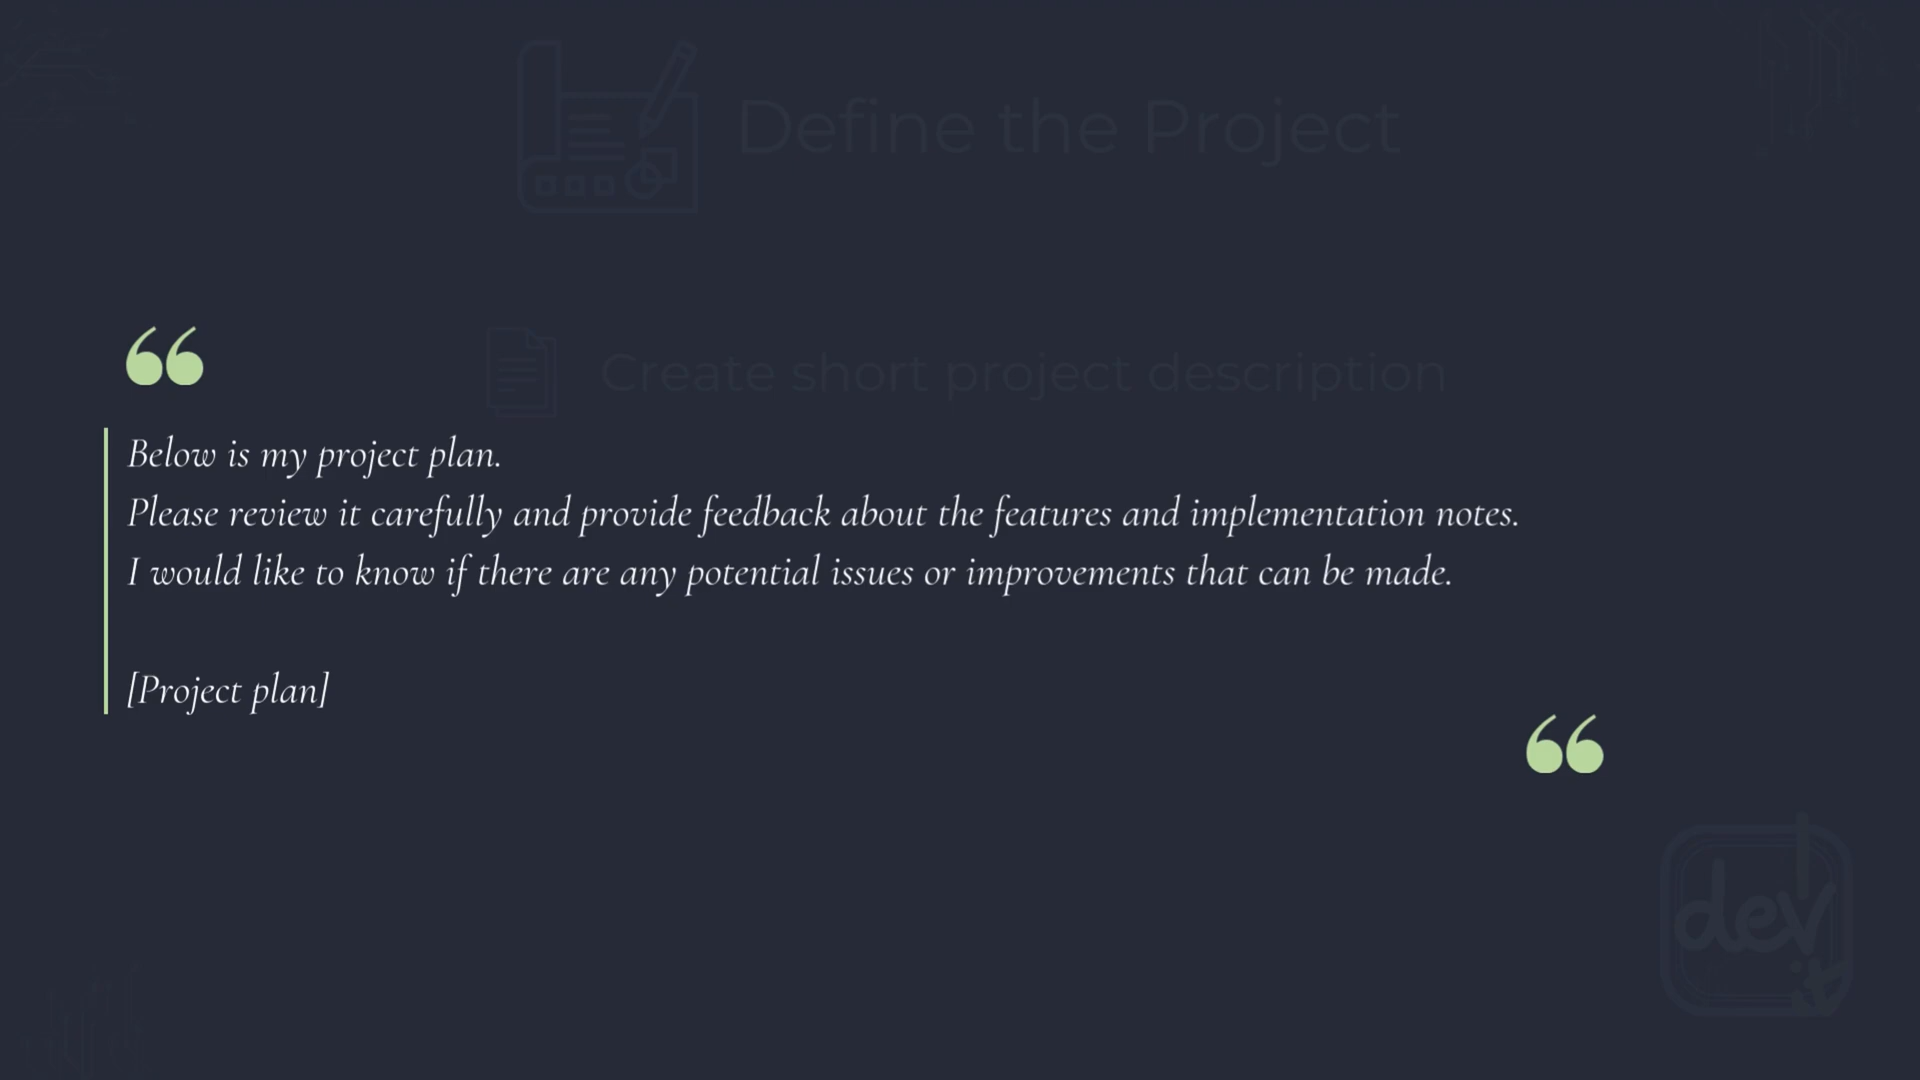 Define the Project
Create short project description
Below is my project plan.
Please review it carefully and provide feedback about the features and implementation notes.
I would like to know if there are any potential issues or improvements that can be made.
[Project plan]
dev
it